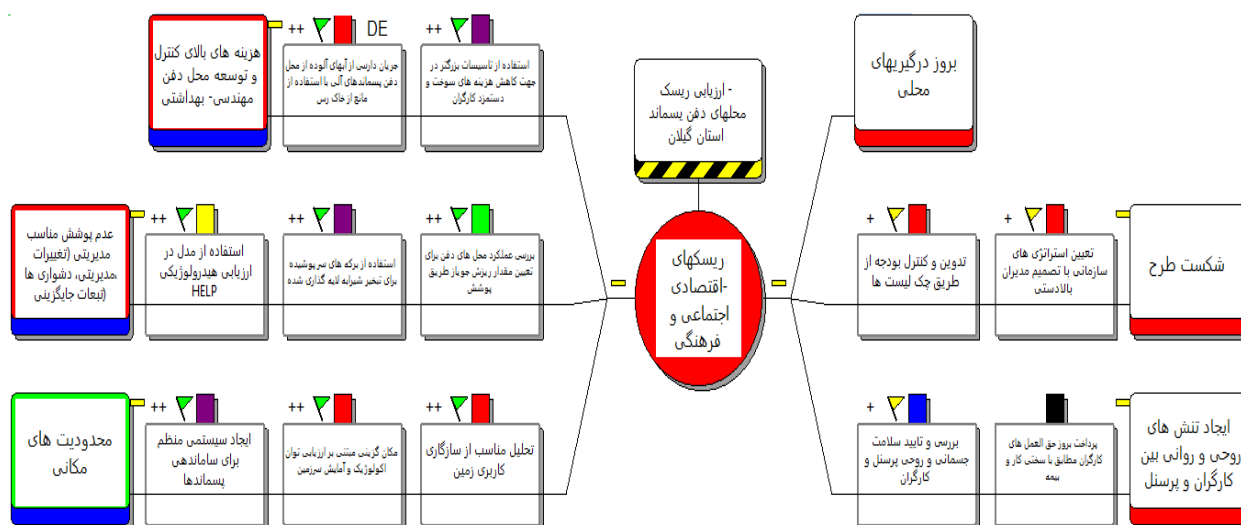 هزینه های بالای کنترل
و توسعه محل دفن
مهندسی- بهداشتی
++
DE
جریان دارسی از آبهای آلوده از محل
دفن پسماندهای آلی با استفاده از
مانع از خاک رس
++
استفاده از تاسیسات بزرگتر در
جهت کاهش هزینه های سوخت و
دستمزد کارگران
- ارزیابی ریسک
محلهای دفن پسماند
استان گیلان
بروز درگیریهای
محلی
عدم پوشش مناسب
مدیریتی (تغییرات
مدیریتی، دشواری ها،
تبعات جایگزینی)
++
استفاده از مدل در
ارزیابی هیدرولوژیکی
HELP
++
استفاده از برکه های سرپوشیده
برای تبخیر شیرابه لایه گذاری شده
++
بررسی عملکرد محل های دفن برای
تعیین مقدار ریزش جوباز طریق
پوشش
ریسکهای
اقتصادی-
اجتماعی و
فرهنگی
+
تدوین و کنترل بودجه از
طریق چک لیست ها
+
تعیین استراتژی های
سازمانی با تصمیم مدیران
بالادستی
شکست طرح
محدودیت های
مکانی
++
ایجاد سیستمی منظم
برای ساماندهی
پسماندها
++
مکان گزینی مبتنی بر ارزیابی توان
اکولوژیک و آمایش سرزمین
++
تحلیل مناسب از سازگاری
کاربری زمین
+
بررسی و تایید سلامت
جسمانی و روحی پرسنل و
کارگران
پرداخت بروز حق العمل های
کارگران مطابق با سختی کار و
بیمه
ایجاد تنش های
روحی و روانی بین
کارگران و پرسنل